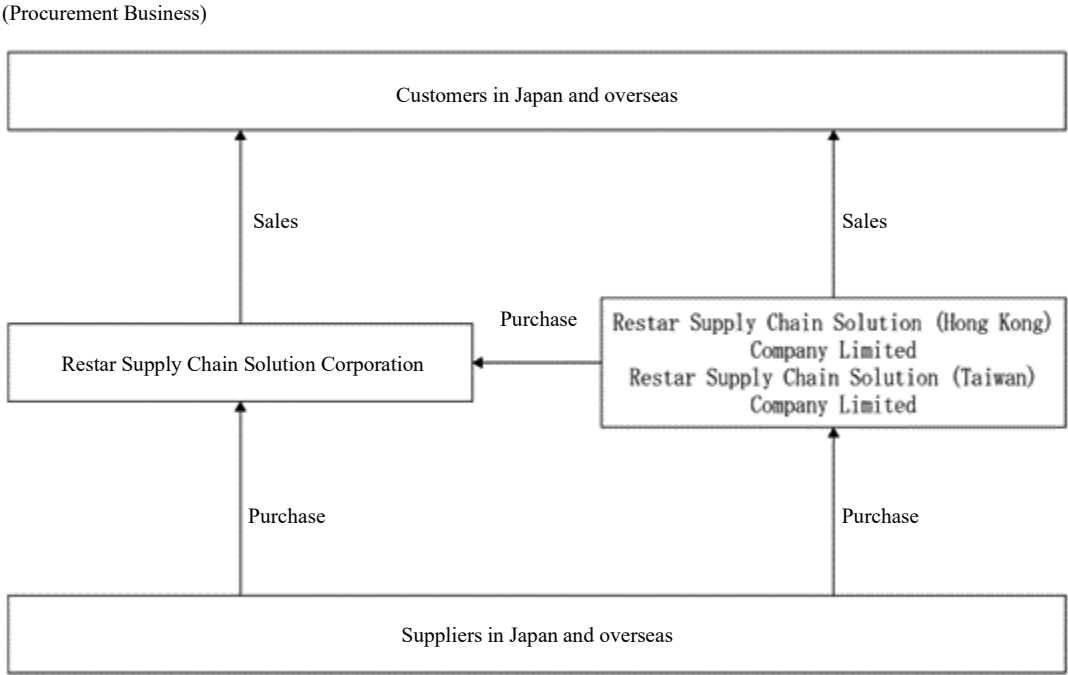 (Procurement Business)
Customers in Japan and overseas
Sales
Sales
Purchase
Restar Supply Chain Solution Corporation
Restar Supply Chain Solution (Hong Kong)
Company Limited
Restar Supply Chain Solution (Taiwan)
Company Limited
Purchase
Purchase
Suppliers in Japan and overseas